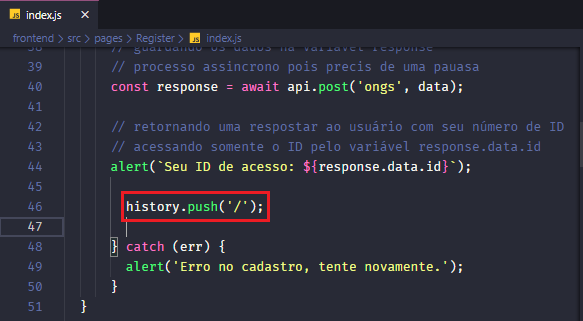 JS index.js ×
frontend > src > pages > Register > JS index.js
38 // guardando os dados na variável response
39 // processo assincrono pois precis de uma pauasa
40 const response = await api.post('ongs', data);
41
42 // retornando uma respostar ao usuário com seu número de ID
43 // acessando somente o ID pelo variável response.data.id
44 alert(`Seu ID de acesso: ${response.data.id}`);
45
46 history.push('/');
47
48 } catch (err) {
49 alert('Erro no cadastro, tente novamente.');
50 }
51 }